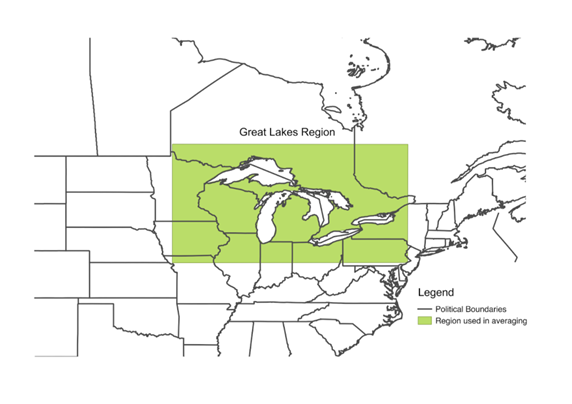 Great Lakes Region
Legend
Political Boundaries
Region used in averaging